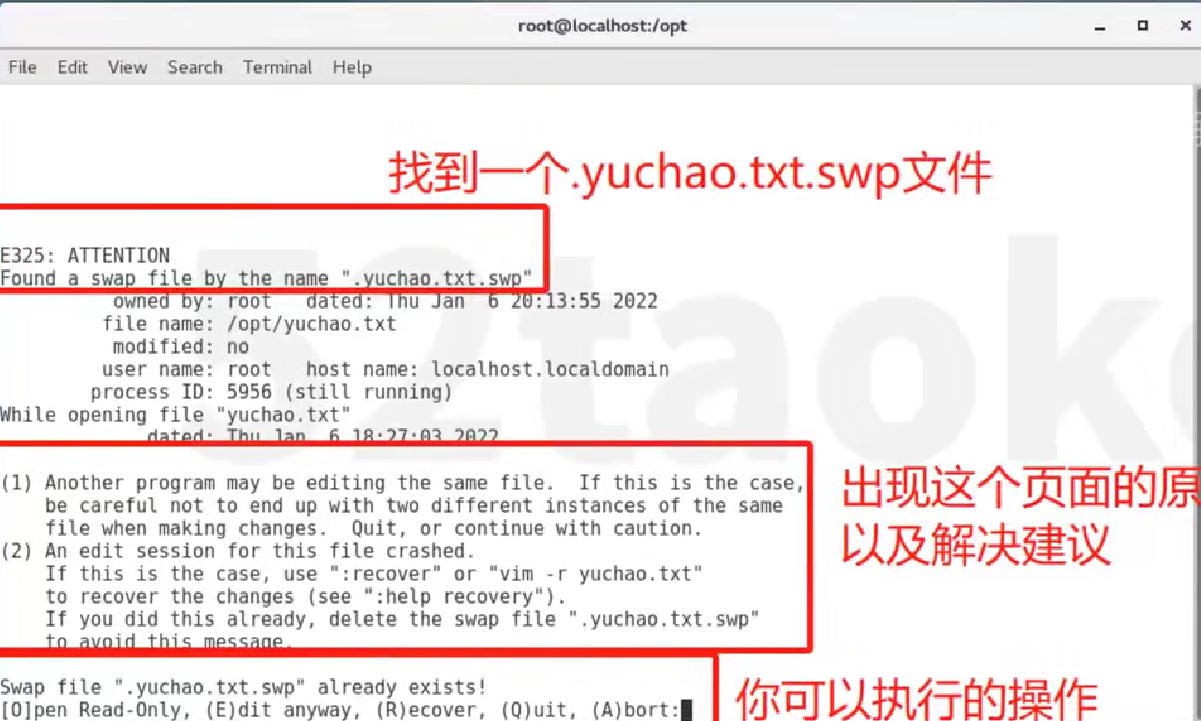 root@localhost:/opt
File Edit View Search Terminal Help
找到一个.yuchao.txt.swp文件
E325: ATTENTION
Found a swap file by the name ".yuchao.txt.swp"
owned by: root dated: Thu Jan 6 20:13:55 2022
file name: /opt/yuchao.txt
modified: no
user name: root host name: localhost.localdomain
process ID: 5956 (still running)
While opening file "yuchao.txt"
dated: Thu Jan 6 18:27:03 2022
(1) Another program may be editing the same file. If this is the case,
be careful not to end up with two different instances of the same
file when making changes. Quit, or continue with caution.
(2) An edit session for this file crashed.
If this is the case, use ":recover" or "vim -r yuchao.txt"
to recover the changes (see ":help recovery").
If you did this already, delete the swap file ".yuchao.txt.swp"
to avoid this message.
出现这个页面的原
以及解决建议
Swap file ".yuchao.txt.swp" already exists!
[O]pen Read-Only, (E)dit anyway, (R)ecover, (Q)uit, (A)bort:
你可以执行的操作
52taok